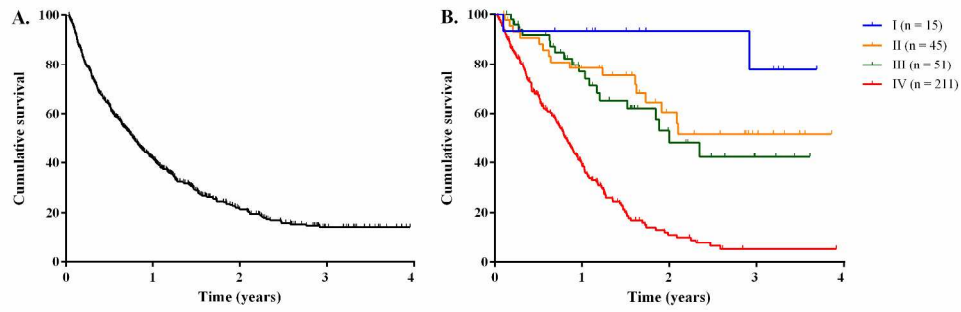 A.
Cumulative survival
100
80
60
40
20
0
0 1 2 3 4
Time (years)
B.
Cumulative survival
100
80
60
40
20
0
0 1 2 3 4
Time (years)
I (n = 15)
II (n = 45)
III (n = 51)
IV (n = 211)